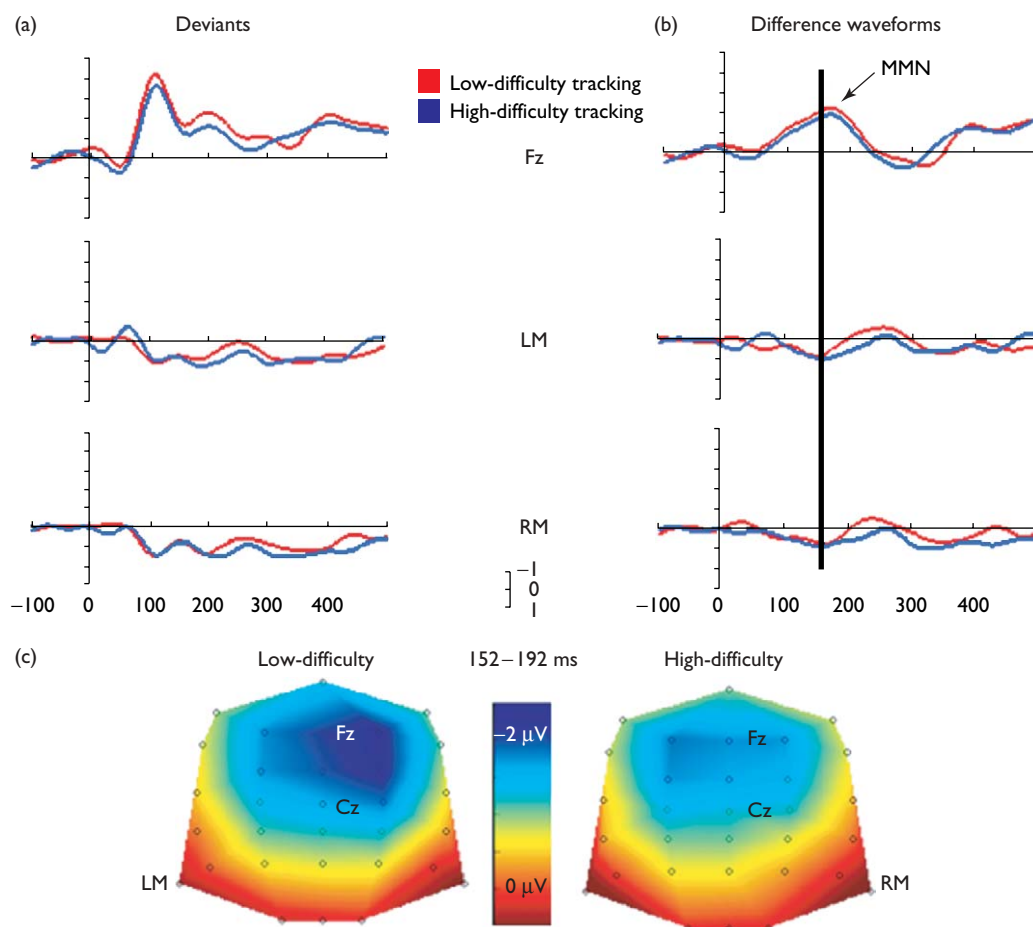 (a) Deviants
(b) Difference waveforms
Low-difficulty tracking
High-difficulty tracking
MMN
Fz
LM
RM
−1
0
1
−100 0 100 200 300 400
−100 0 100 200 300 400
(c)
Low-difficulty 152–192 ms High-difficulty
Fz
−2 μV
Fz
Cz
Cz
LM
0 μV
RM